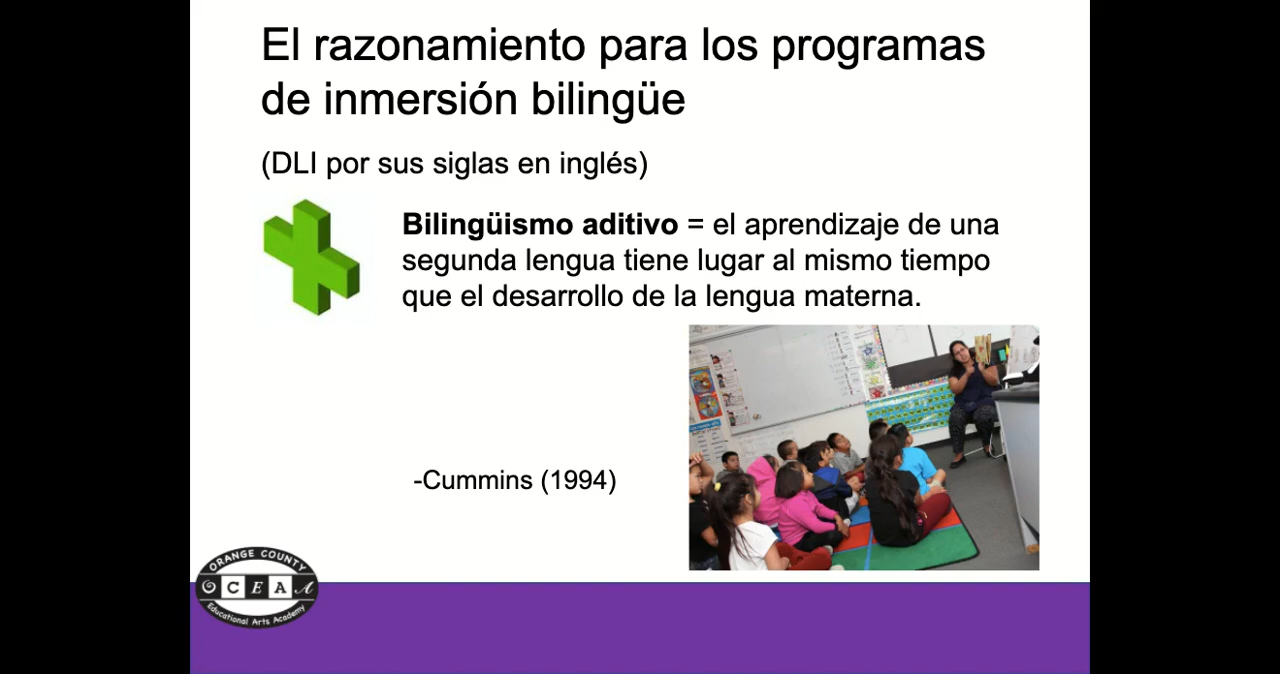 El razonamiento para los programas
de inmersión bilingüe
(DLI por sus siglas en inglés)
Bilingüismo aditivo = el aprendizaje de una
segunda lengua tiene lugar al mismo tiempo
que el desarrollo de la lengua materna.
-Cummins (1994)
ORANGE COUNTY
OCEAA
Educational Arts Academy